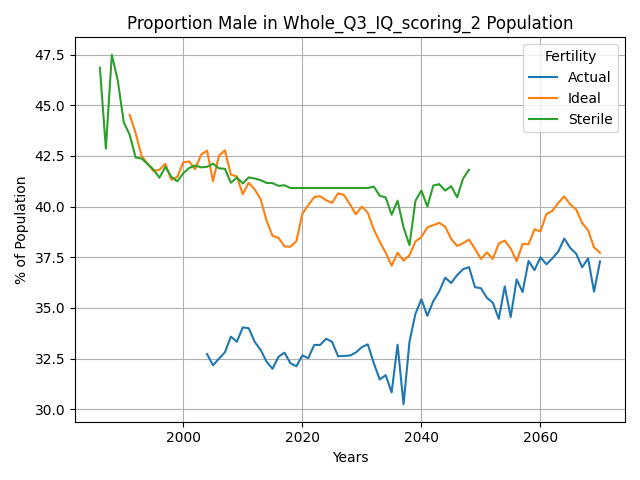 Proportion Male in Whole_Q3_IQ_scoring_2 Population
Fertility
Actual
Ideal
Sterile
% of Population
47.5
45.0
42.5
40.0
37.5
35.0
32.5
30.0
2000
2020
2040
2060
Years